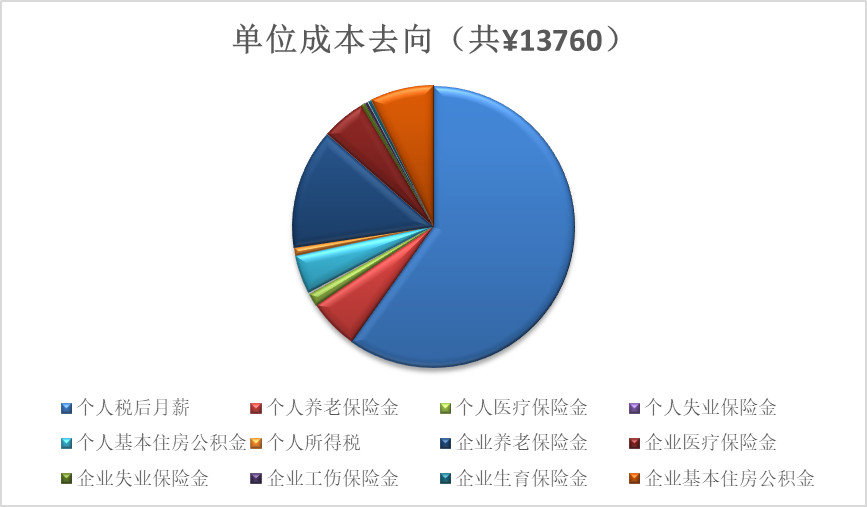 单位成本去向（共¥13760）
个人税后月薪 个人养老保险金 个人医疗保险金 个人失业保险金
个人基本住房公积金 个人所得税 企业养老保险金 企业医疗保险金
企业失业保险金 企业工伤保险金 企业生育保险金 企业基本住房公积金